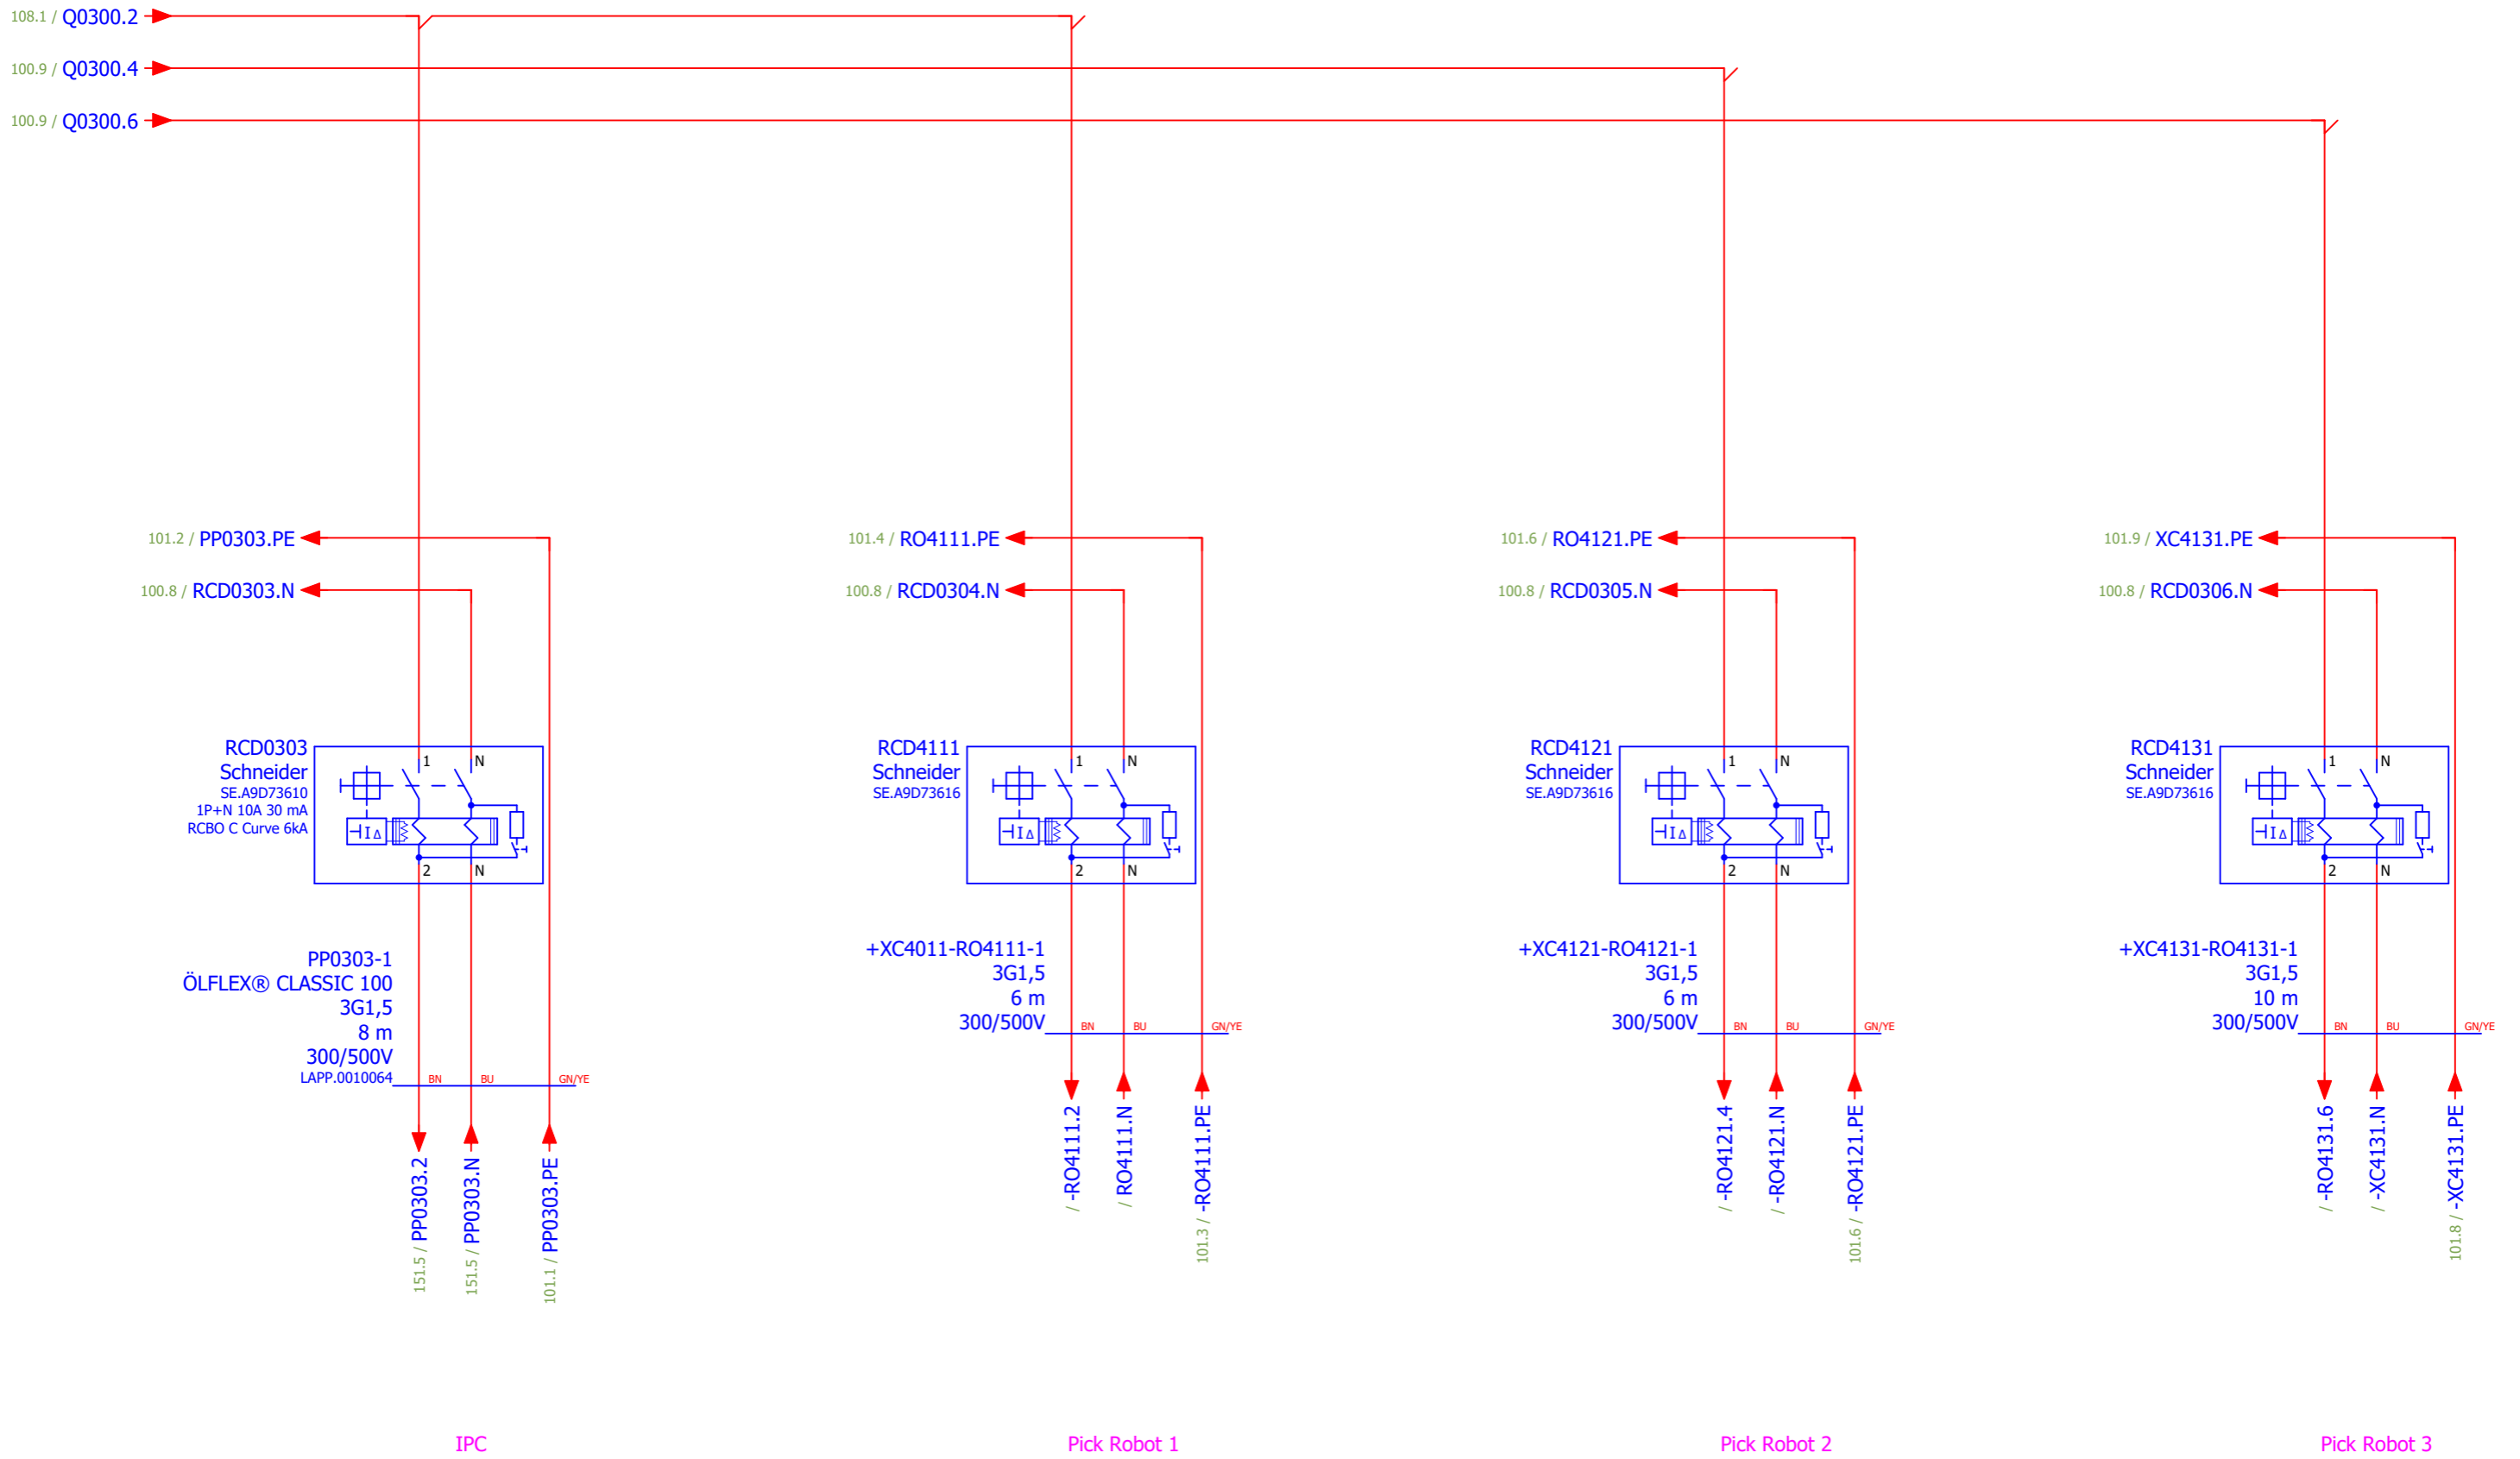 108.1 / Q0300.2
100.9 / Q0300.4
100.9 / Q0300.6
101.2 / PP0303.PE
100.8 / RCD0303.N
101.4 / RO4111.PE
100.8 / RCD0304.N
101.6 / RO4121.PE
100.8 / RCD0305.N
101.9 / XC4131.PE
100.8 / RCD0306.N
RCD0303
Schneider
SE.A9D73610
1P+N 10A 30 mA
RCBO C Curve 6kA
1 N
I Δ
2 N
RCD4111
Schneider
SE.A9D73616
1 N
I Δ
2 N
RCD4121
Schneider
SE.A9D73616
1 N
I Δ
2 N
RCD4131
Schneider
SE.A9D73616
1 N
I Δ
2 N
PP0303-1
ÖLFLEX® CLASSIC 100
3G1,5
8 m
300/500V
LAPP.0010064
BN BU GN/YE
+XC4011-RO4111-1
3G1,5
6 m
300/500V
BN BU GN/YE
+XC4121-RO4121-1
3G1,5
6 m
300/500V
BN BU GN/YE
+XC4131-RO4131-1
3G1,5
10 m
300/500V
BN BU GN/YE
151.5 / PP0303.2
151.5 / PP0303.N
101.1 / PP0303.PE
/ -RO4111.2
/ RO4111.N
101.3 / -RO4111.PE
/ -RO4121.4
/ -RO4121.N
101.6 / -RO4121.PE
/ -RO4131.6
/ -XC4131.N
101.8 / -XC4131.PE
IPC
Pick Robot 1
Pick Robot 2
Pick Robot 3